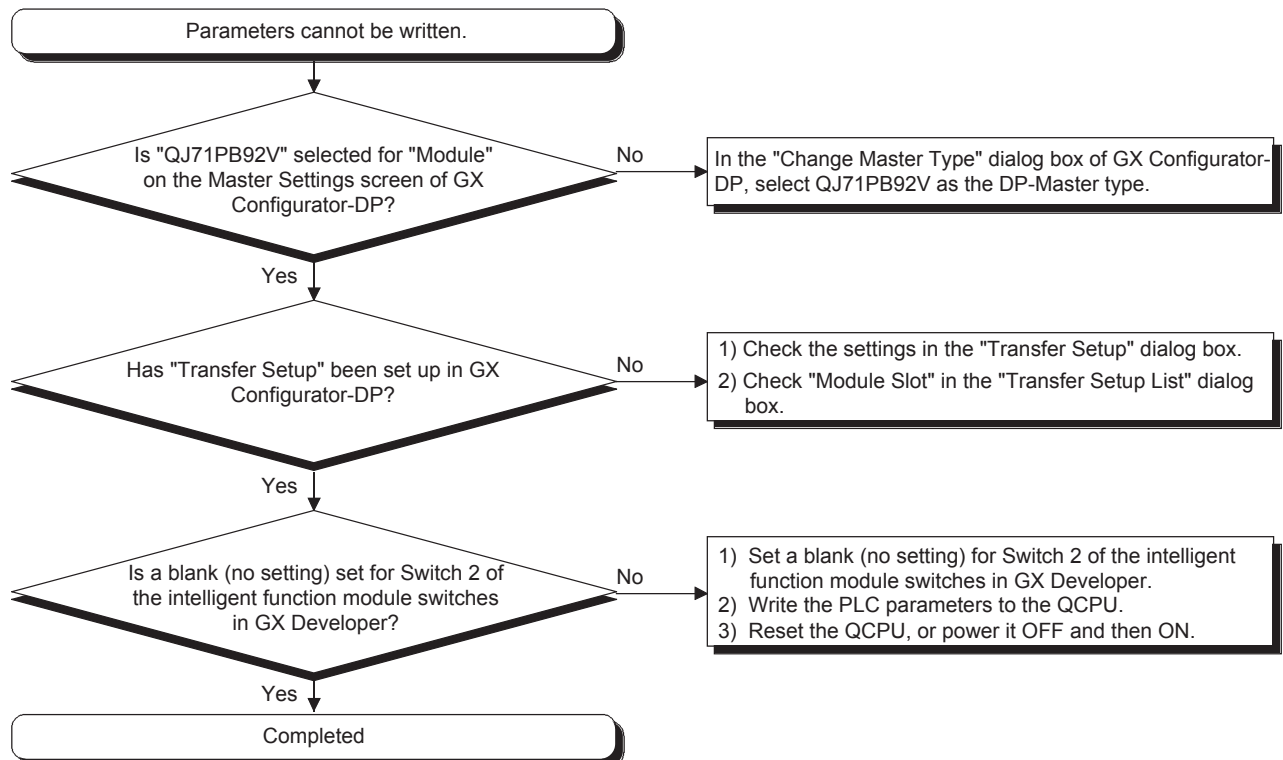 Parameters cannot be written.
Is "QJ71PB92V" selected for "Module"
on the Master Settings screen of GX
Configurator-DP?
No
In the "Change Master Type" dialog box of GX Configurator-
DP, select QJ71PB92V as the DP-Master type.
Yes
Has "Transfer Setup" been set up in GX
Configurator-DP?
No
1) Check the settings in the "Transfer Setup" dialog box.
2) Check "Module Slot" in the "Transfer Setup List" dialog
box.
Yes
Is a blank (no setting) set for Switch 2 of
the intelligent function module switches
in GX Developer?
No
1) Set a blank (no setting) for Switch 2 of the intelligent
function module switches in GX Developer.
2) Write the PLC parameters to the QCPU.
3) Reset the QCPU, or power it OFF and then ON.
Yes
Completed